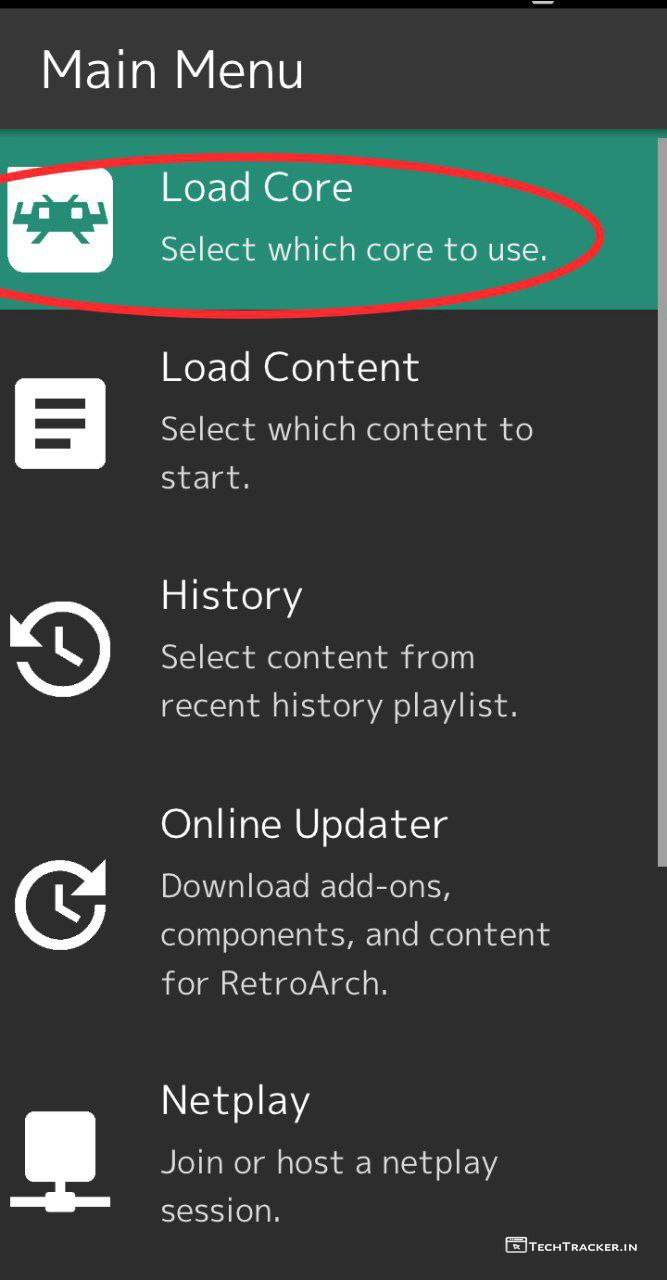 Main Menu
Load Core
Select which core to use.
Load Content
Select which content to
start.
History
Select content from
recent history playlist.
Online Updater
Download add-ons,
components, and content
for RetroArch.
Netplay
Join or host a netplay
session.
TechTracker.in